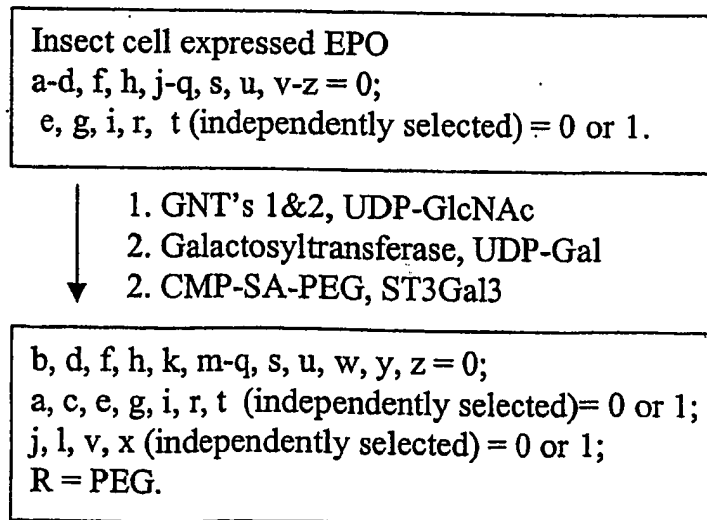 Insect cell expressed EPO
a-d, f, h, j-q, s, u, v-z = 0;
e, g, i, r, t (independently selected) = 0 or 1.
1. GNT's 1&2, UDP-GlcNAc
2. Galactosyltransferase, UDP-Gal
2. CMP-SA-PEG, ST3Gal3
b, d, f, h, k, m-q, s, u, w, y, z = 0;
a, c, e, g, i, r, t (independently selected)= 0 or 1;
j, l, v, x (independently selected) = 0 or 1;
R = PEG.